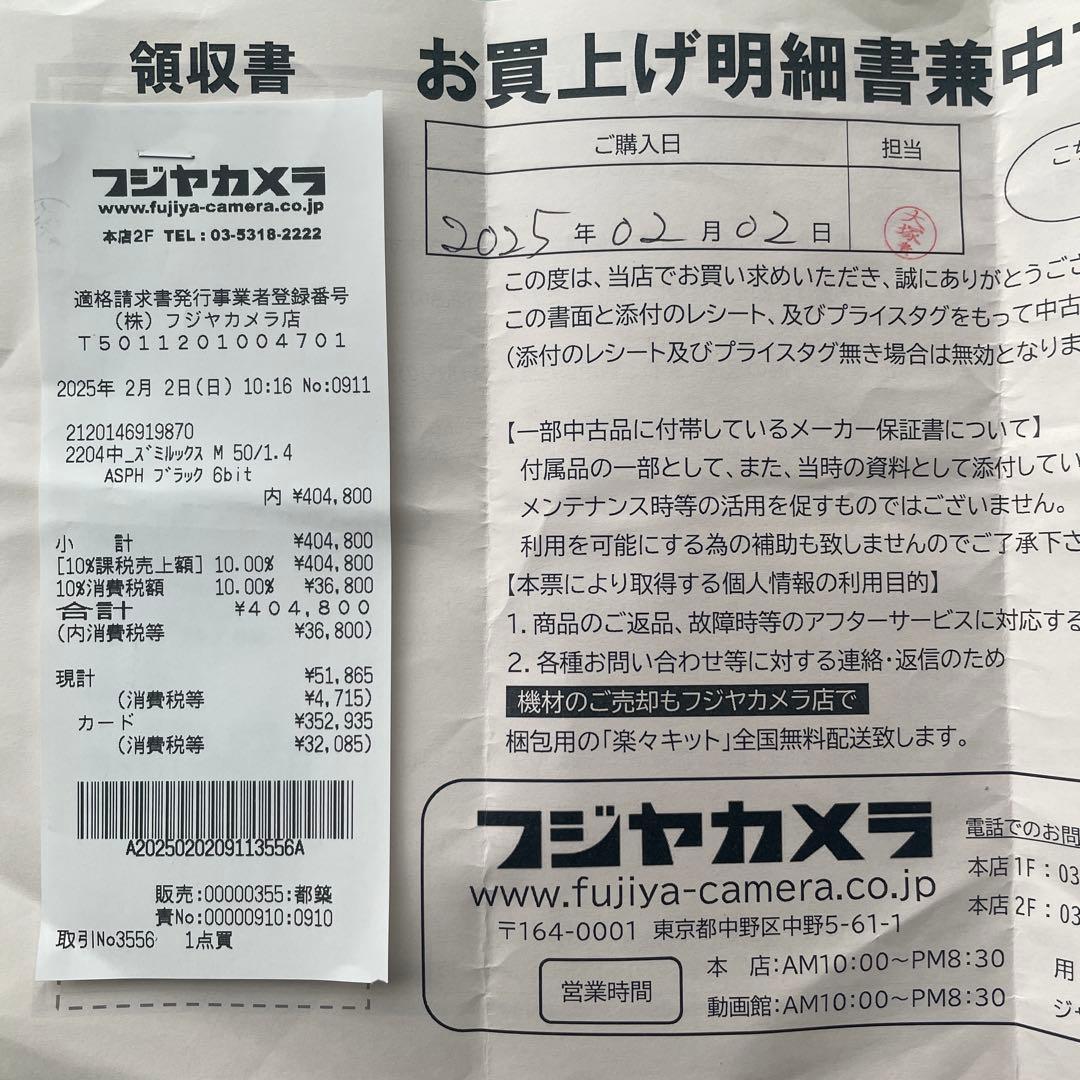 領収書
フジヤカメラ
www.fujiya-camera.co.jp
本店2F TEL：03-5318-2222
適格請求書発行事業者登録番号
（株）フジヤカメラ店
T5011201004701
2025年 2月 2日(日) 10:16 No:0911
2120146919870
2204中_ズミルックス M 50/1.4
ASPH ブラック 6bit
内 ¥404,800
小 計 ¥404,800
[10%課税売上額] 10.00% ¥404,800
10%消費税額 10.00% ¥36,800
合計 ¥404,800
(内消費税等 ¥36,800)
現計 ¥51,865
(消費税等 ¥4,715)
カード ¥352,935
(消費税等 ¥32,085)
A2025020209113556A
販売:00000355:都築
責No:00000910:0910
取引No3556 1点買
お買上げ明細書兼中
ご購入日 担当
2025年02月02日 大塚
こち
この度は、当店でお買い求めいただき、誠にありがとうござ
この書面と添付のレシート、及びプライスタグをもって中古
(添付のレシート及びプライスタグ無き場合は無効となりま
【一部中古品に付帯しているメーカー保証書について】
付属品の一部として、また、当時の資料として添付してい
メンテナンス時等の活用を促すものではございません。
利用を可能にする為の補助も致しませんのでご了承下さ
【本票により取得する個人情報の利用目的】
1. 商品のご返品、故障時等のアフターサービスに対応する
2. 各種お問い合わせ等に対する連絡・返信のため
機材のご売却もフジヤカメラ店で
梱包用の「楽々キット」全国無料配送致します。
フジヤカメラ
www.fujiya-camera.co.jp
〒164-0001 東京都中野区中野5-61-1
営業時間
本 店：AM10：00～PM8：30
動画館：AM10：00～PM8：30
電話でのお問
本店1F：03
本店2F：03
用
ジャ